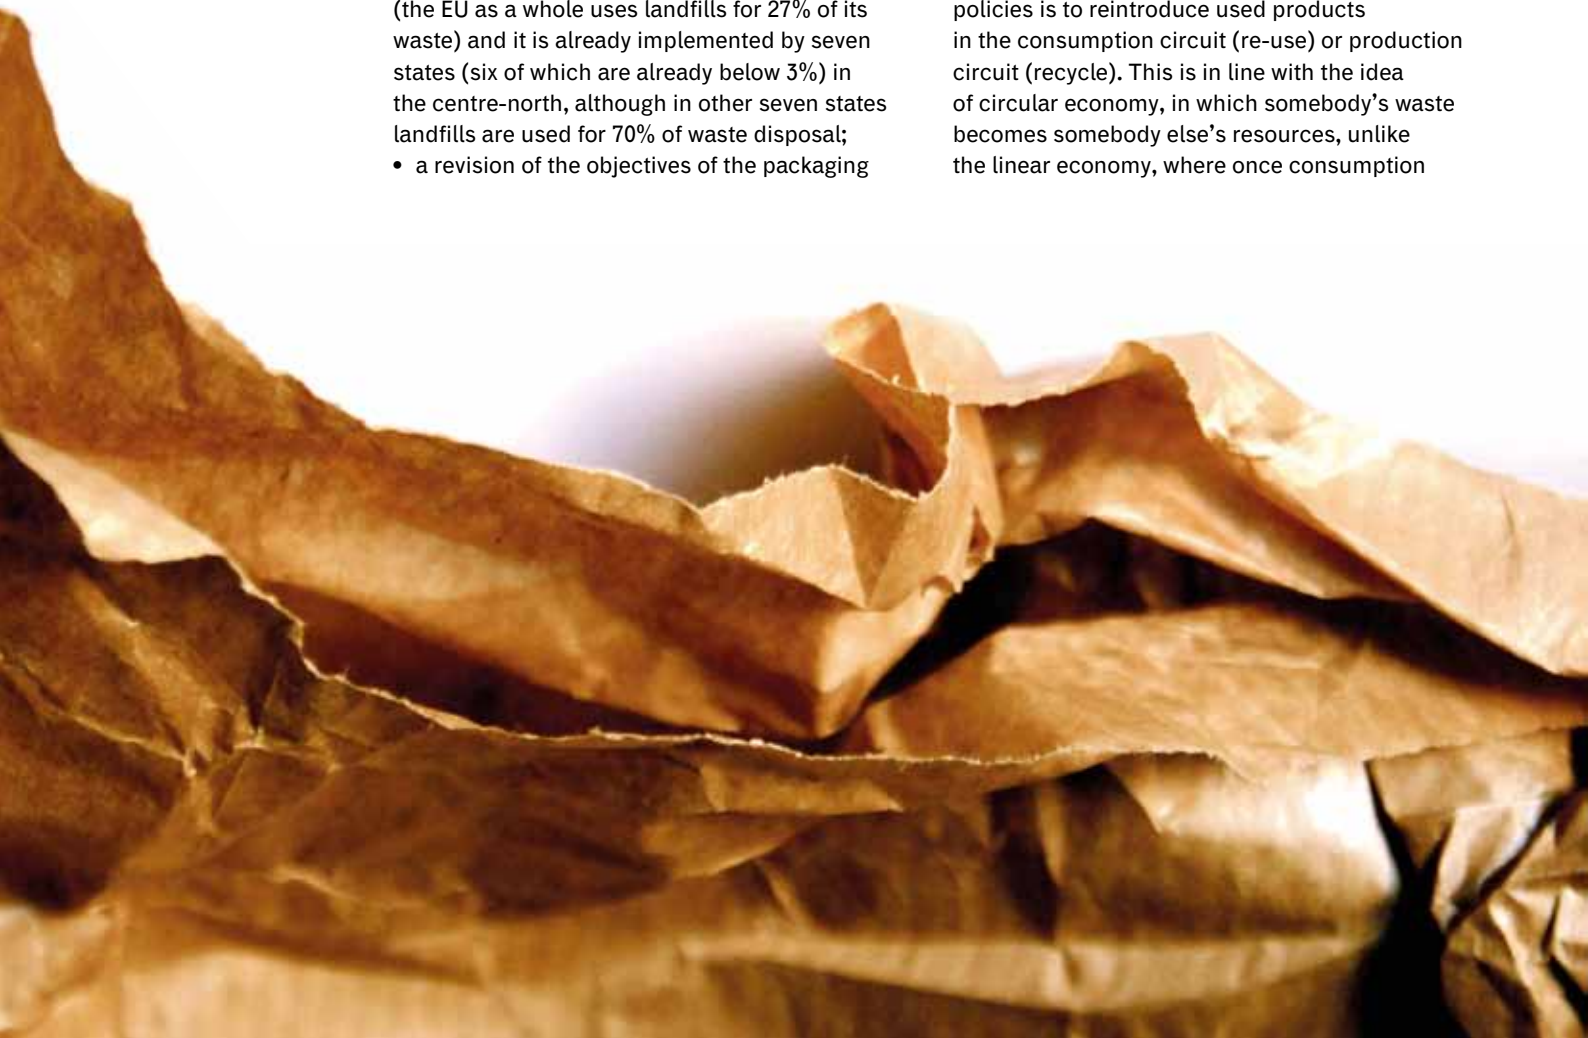 (the EU as a whole uses landfills for 27% of its
waste) and it is already implemented by seven
states (six of which are already below 3%) in
the centre-north, although in other seven states
landfills are used for 70% of waste disposal;
• a revision of the objectives of the packaging
policies is to reintroduce used products
in the consumption circuit (re-use) or production
circuit (recycle). This is in line with the idea
of circular economy, in which somebody’s waste
becomes somebody else’s resources, unlike
the linear economy, where once consumption